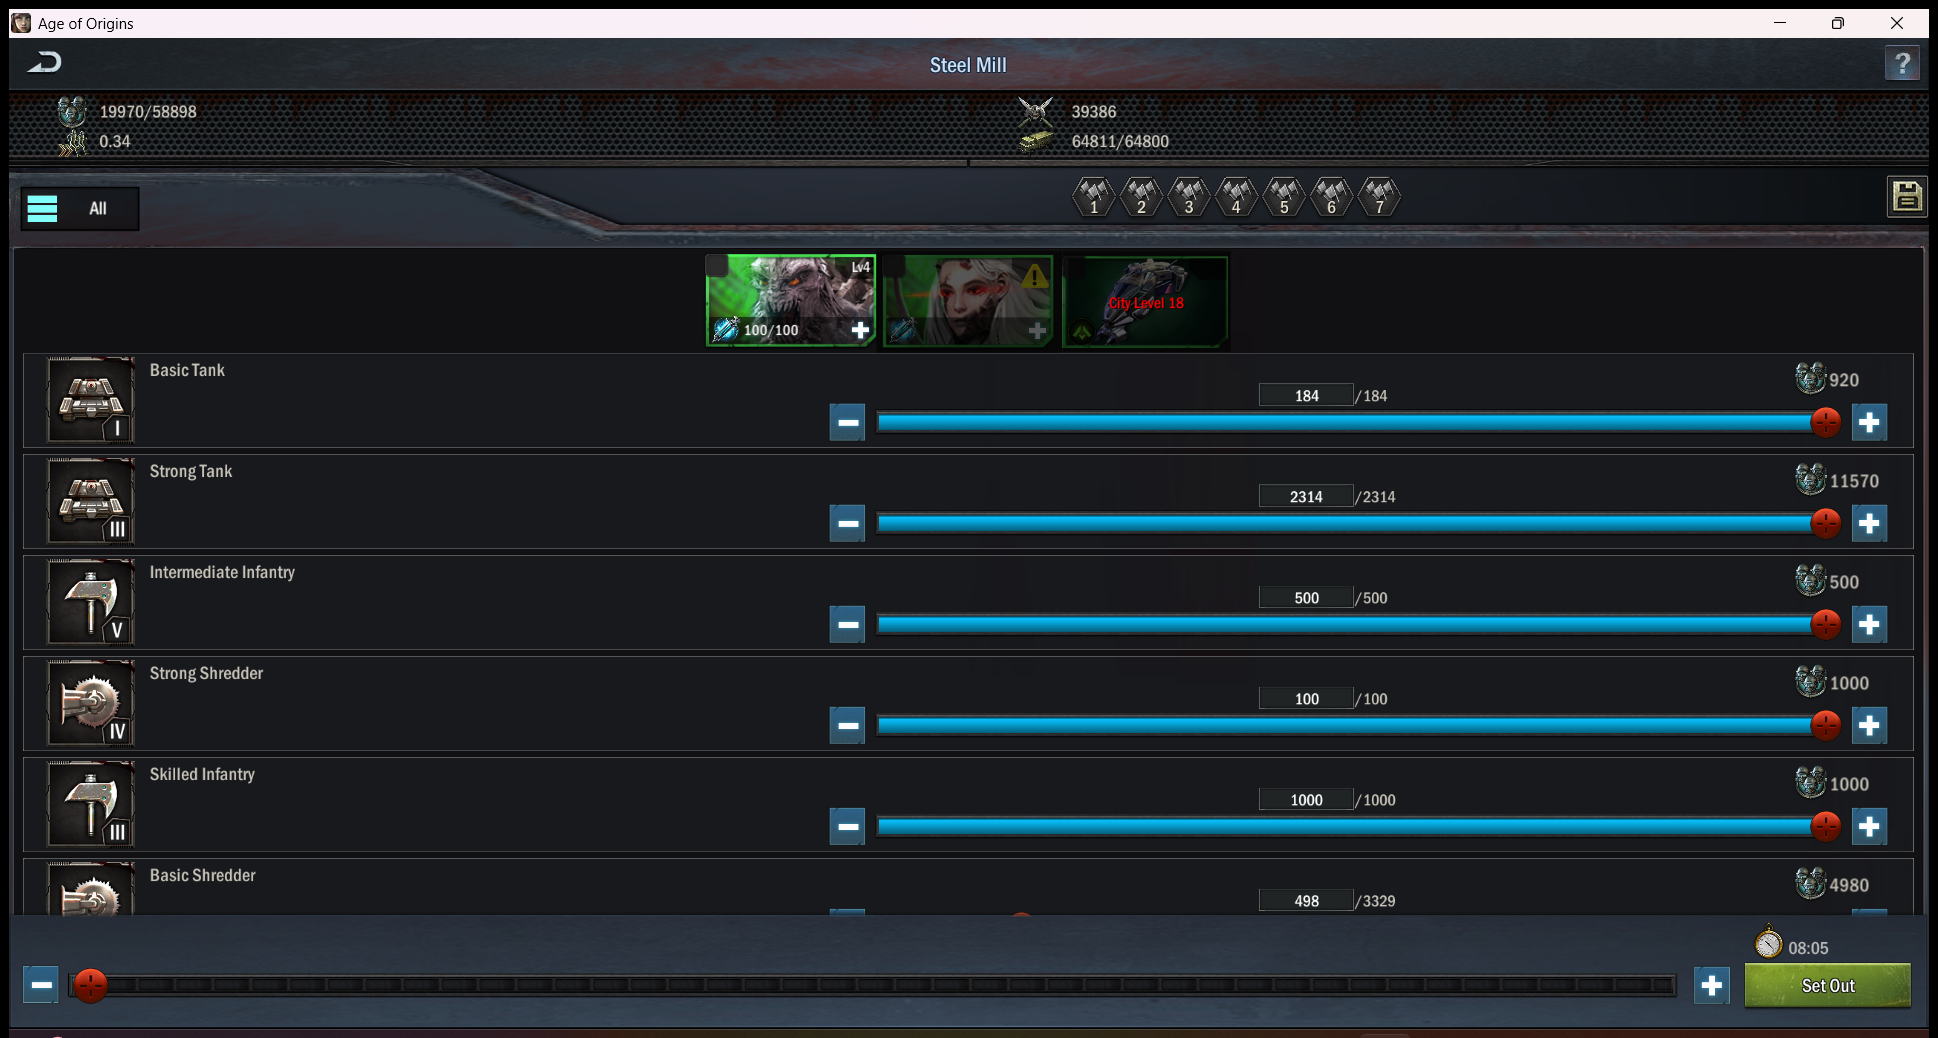 Age of Origins
Steel Mill
?
19970/58898
39386
0.34
64811/64800
All
1 2 3 4 5 6 7
Lv4
100/100
City Level 18
Basic Tank
I
184/184
920
Strong Tank
III
2314/2314
11570
Intermediate Infantry
V
500/500
500
Strong Shredder
IV
100/100
1000
Skilled Infantry
III
1000/1000
1000
Basic Shredder
498/3329
4980
08:05
Set Out